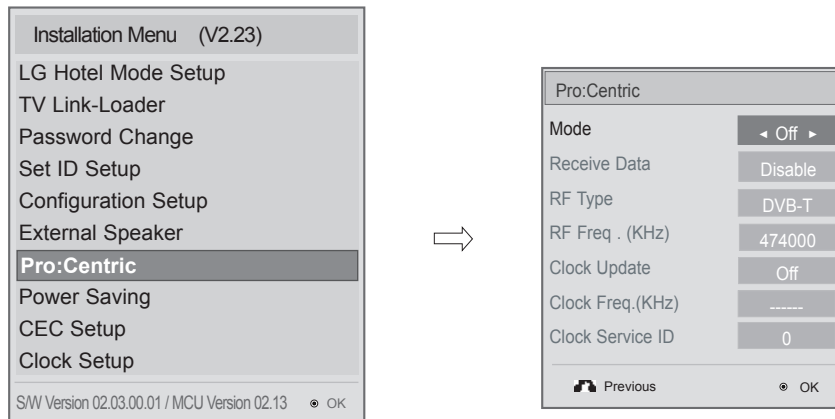 Installation Menu (V2.23)
LG Hotel Mode Setup
TV Link-Loader
Password Change
Set ID Setup
Configuration Setup
External Speaker
Pro:Centric
Power Saving
CEC Setup
Clock Setup
S/W Version 02.03.00.01 / MCU Version 02.13 ◉ OK
Pro:Centric
Mode ◄ Off ►
Receive Data Disable
RF Type DVB-T
RF Freq . (KHz) 474000
Clock Update Off
Clock Freq.(KHz) ------
Clock Service ID 0
Previous ◉ OK